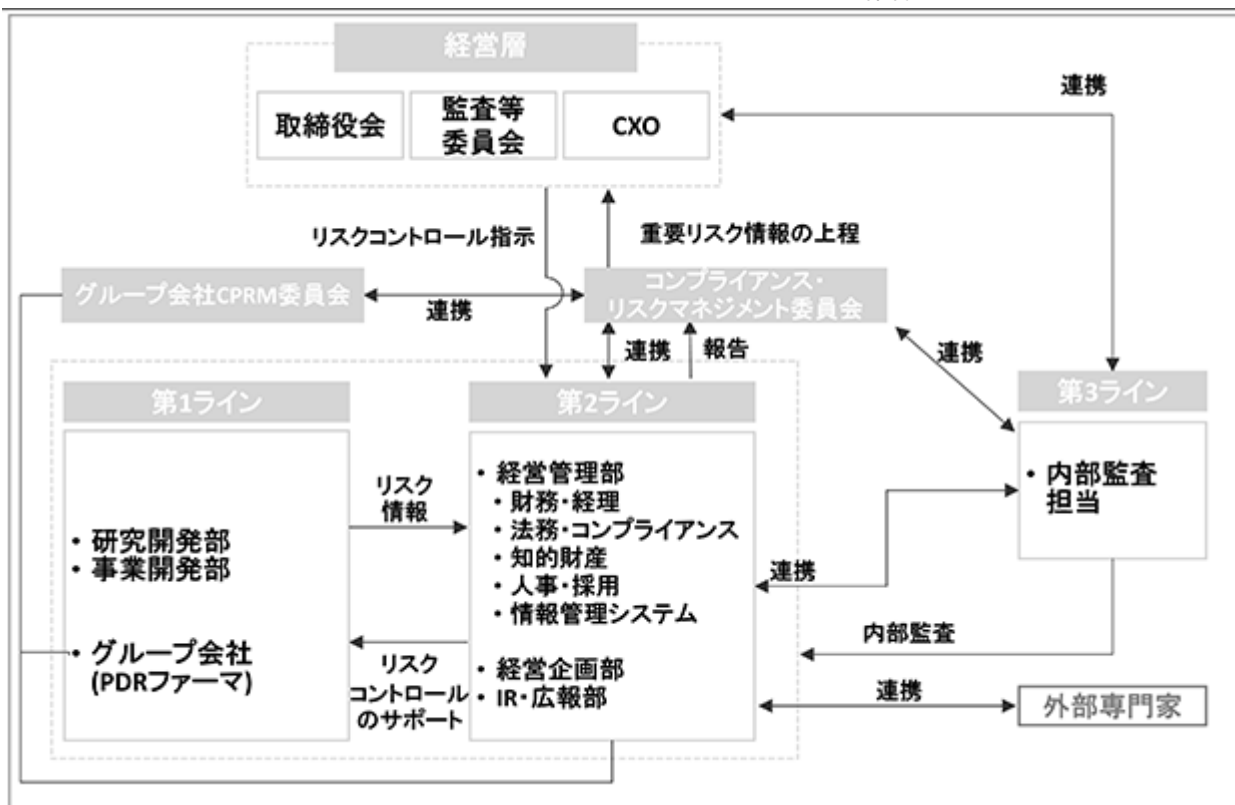 経営層
取締役会
監査等
委員会
CXO
連携
リスクコントロール指示
重要リスク情報の上程
グループ会社CPRM委員会
連携
コンプライアンス・
リスクマネジメント委員会
連携
報告
連携
第1ライン
・研究開発部
・事業開発部
・グループ会社
(PDRファーマ)
リスク
情報
リスク
コントロール
のサポート
第2ライン
・経営管理部
・財務・経理
・法務・コンプライアンス
・知的財産
・人事・採用
・情報管理システム
・経営企画部
・IR・広報部
第3ライン
・内部監査
担当
連携
内部監査
連携
外部専門家